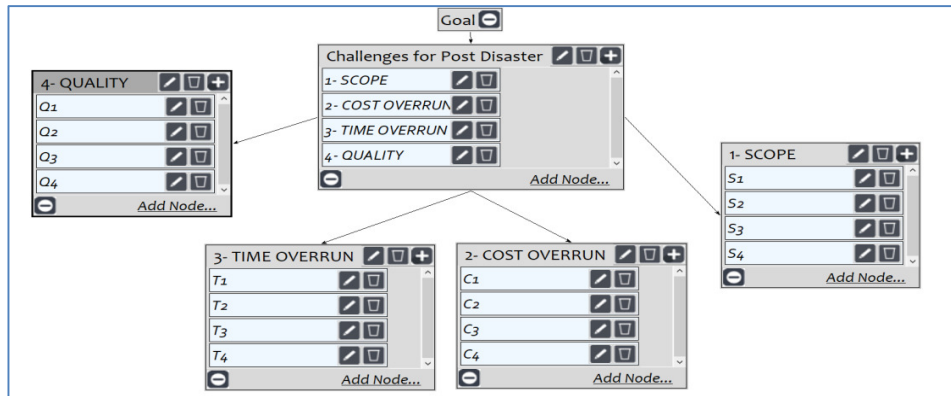 Goal
Challenges for Post Disaster
1- SCOPE
2- COST OVERRUN
3- TIME OVERRUN
4- QUALITY
Add Node...
4- QUALITY
Q1
Q2
Q3
Q4
Add Node...
1- SCOPE
S1
S2
S3
S4
Add Node...
3- TIME OVERRUN
T1
T2
T3
T4
Add Node...
2- COST OVERRUN
C1
C2
C3
C4
Add Node...